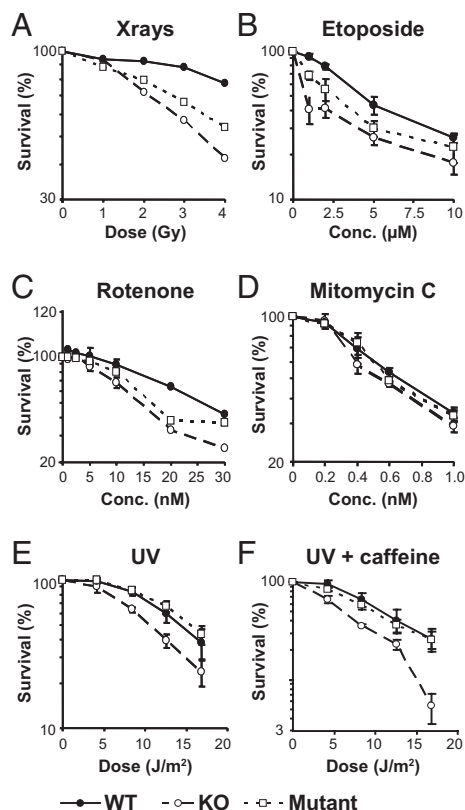 A
Xrays
100
30
Survival (%)
0 1 2 3 4
Dose (Gy)
B
Etoposide
100
10
Survival (%)
0 2.5 5 7.5 10
Conc. (µM)
C
Rotenone
120
100
20
Survival (%)
0 5 10 15 20 25 30
Conc. (nM)
D
Mitomycin C
100
20
Survival (%)
0 0.2 0.4 0.6 0.8 1.0
Conc. (nM)
E
UV
100
10
Survival (%)
0 5 10 15 20
Dose (J/m²)
F
UV + caffeine
100
3
Survival (%)
0 5 10 15 20
Dose (J/m²)
WT KO Mutant